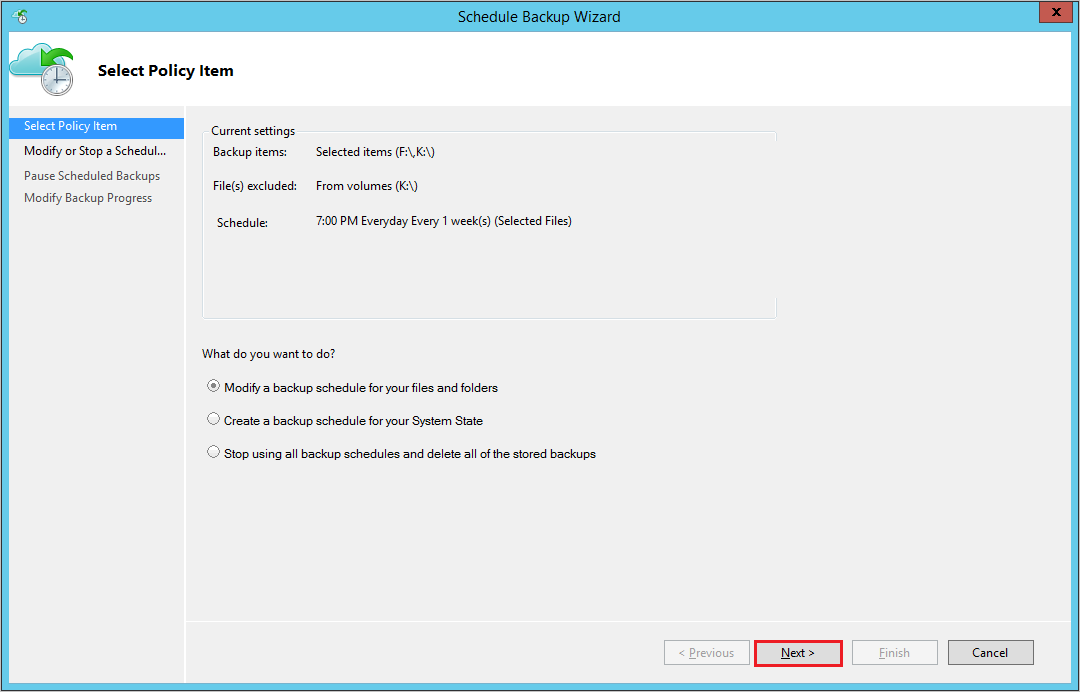 Schedule Backup Wizard
x
Select Policy Item
Select Policy Item
Modify or Stop a Schedul...
Pause Scheduled Backups
Modify Backup Progress
Current settings
Backup items: Selected items (F:\,K:\)
File(s) excluded: From volumes (K:\)
Schedule: 7:00 PM Everyday Every 1 week(s) (Selected Files)
What do you want to do?
Modify a backup schedule for your files and folders
Create a backup schedule for your System State
Stop using all backup schedules and delete all of the stored backups
< Previous Next > Finish Cancel